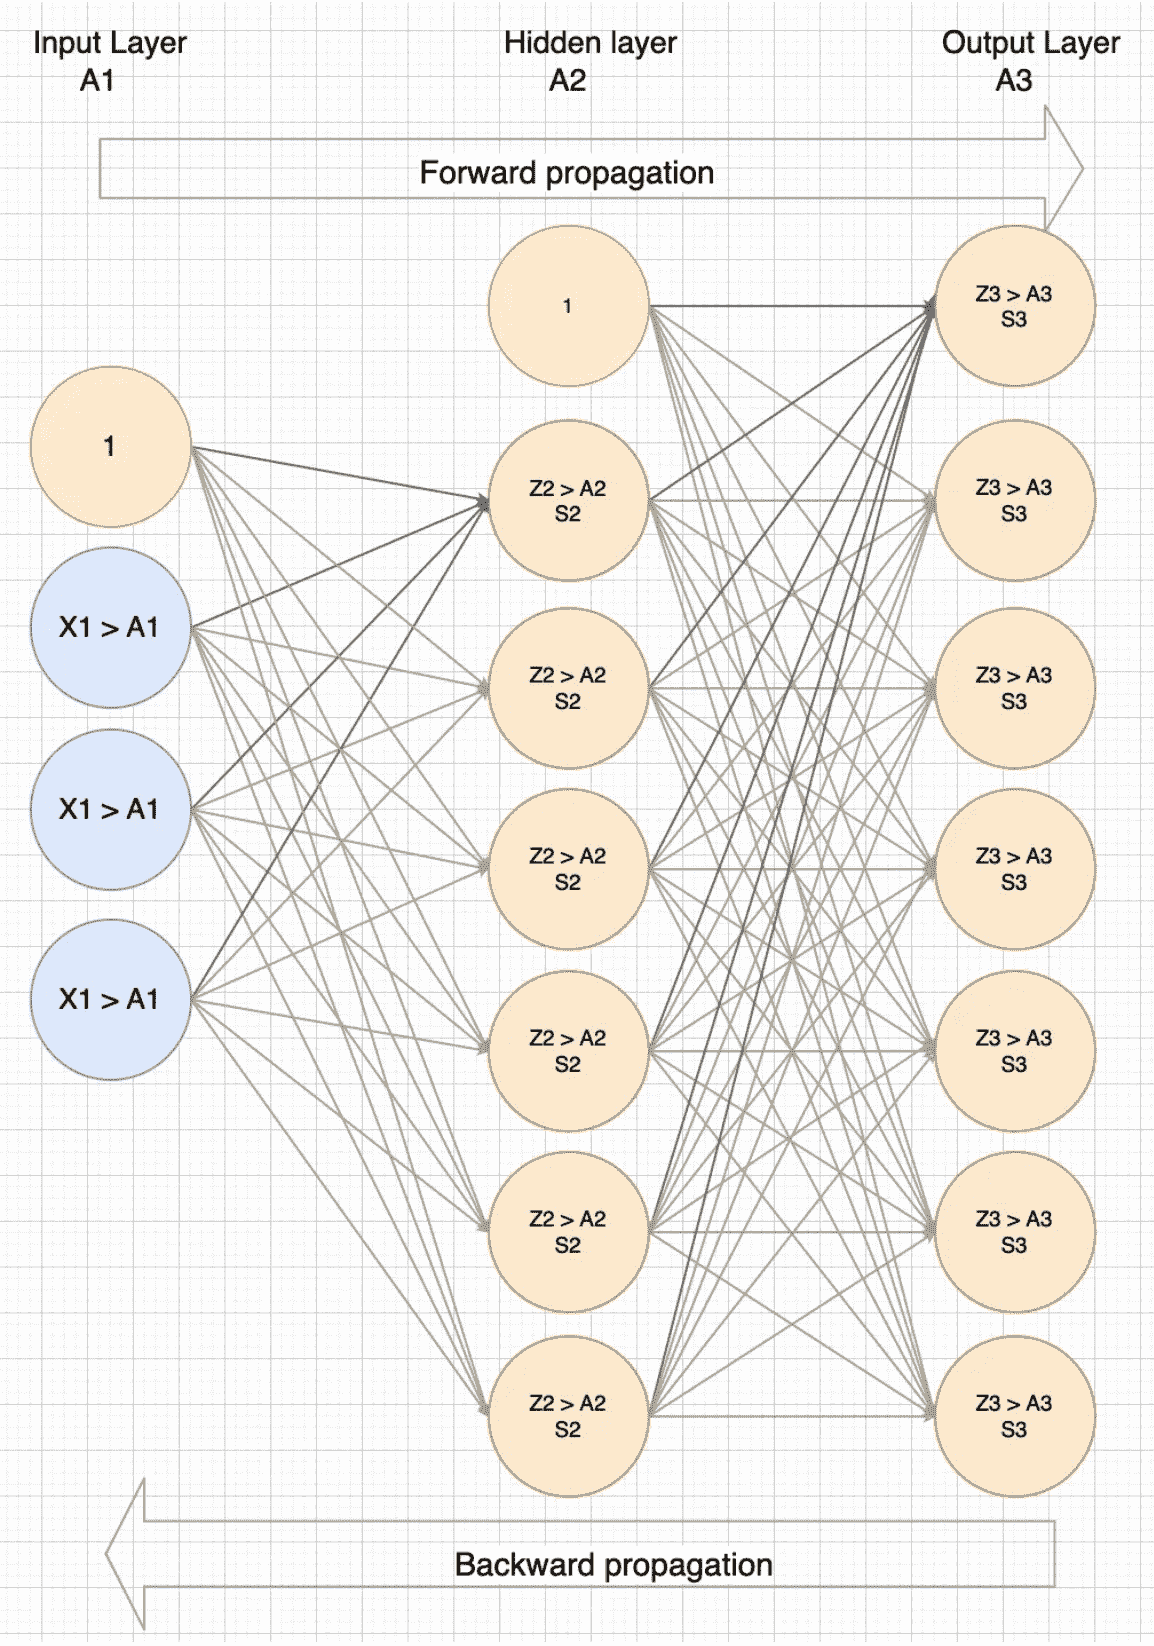 Input Layer
A1
Hidden layer
A2
Output Layer
A3
Forward propagation
1
X1 > A1
X1 > A1
X1 > A1
1
Z2 > A2
S2
Z2 > A2
S2
Z2 > A2
S2
Z2 > A2
S2
Z2 > A2
S2
Z2 > A2
S2
Z3 > A3
S3
Z3 > A3
S3
Z3 > A3
S3
Z3 > A3
S3
Z3 > A3
S3
Z3 > A3
S3
Z3 > A3
S3
Backward propagation